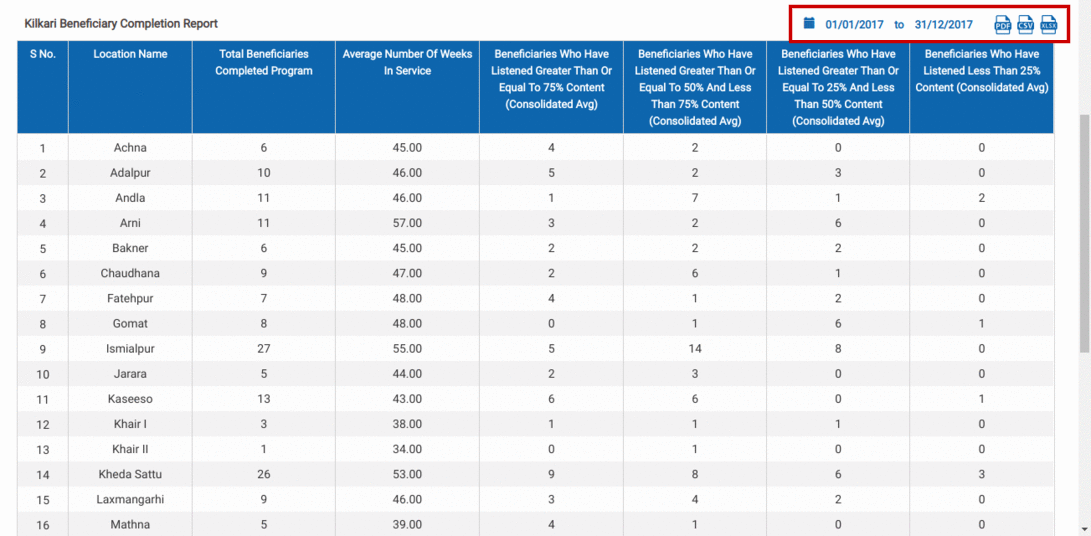 Kilkari Beneficiary Completion Report
01/01/2017 to 31/12/2017 PDF CSV XLSX
S No. Location Name Total Beneficiaries Completed Program Average Number Of Weeks In Service Beneficiaries Who Have Listened Greater Than Or Equal To 75% Content (Consolidated Avg) Beneficiaries Who Have Listened Greater Than Or Equal To 50% And Less Than 75% Content (Consolidated Avg) Beneficiaries Who Have Listened Greater Than Or Equal To 25% And Less Than 50% Content (Consolidated Avg) Beneficiaries Who Have Listened Less Than 25% Content (Consolidated Avg)
1 Achna 6 45.00 4 2 0 0
2 Adalpur 10 46.00 5 2 3 0
3 Andla 11 46.00 1 7 1 2
4 Arni 11 57.00 3 2 6 0
5 Bakner 6 45.00 2 2 2 0
6 Chaudhana 9 47.00 2 6 1 0
7 Fatehpur 7 48.00 4 1 2 0
8 Gomat 8 48.00 0 1 6 1
9 Ismialpur 27 55.00 5 14 8 0
10 Jarara 5 44.00 2 3 0 0
11 Kaseeso 13 43.00 6 6 0 1
12 Khair I 3 38.00 1 1 1 0
13 Khair II 1 34.00 0 1 0 0
14 Kheda Sattu 26 53.00 9 8 6 3
15 Laxmangarhi 9 46.00 3 4 2 0
16 Mathna 5 39.00 4 1 0 0